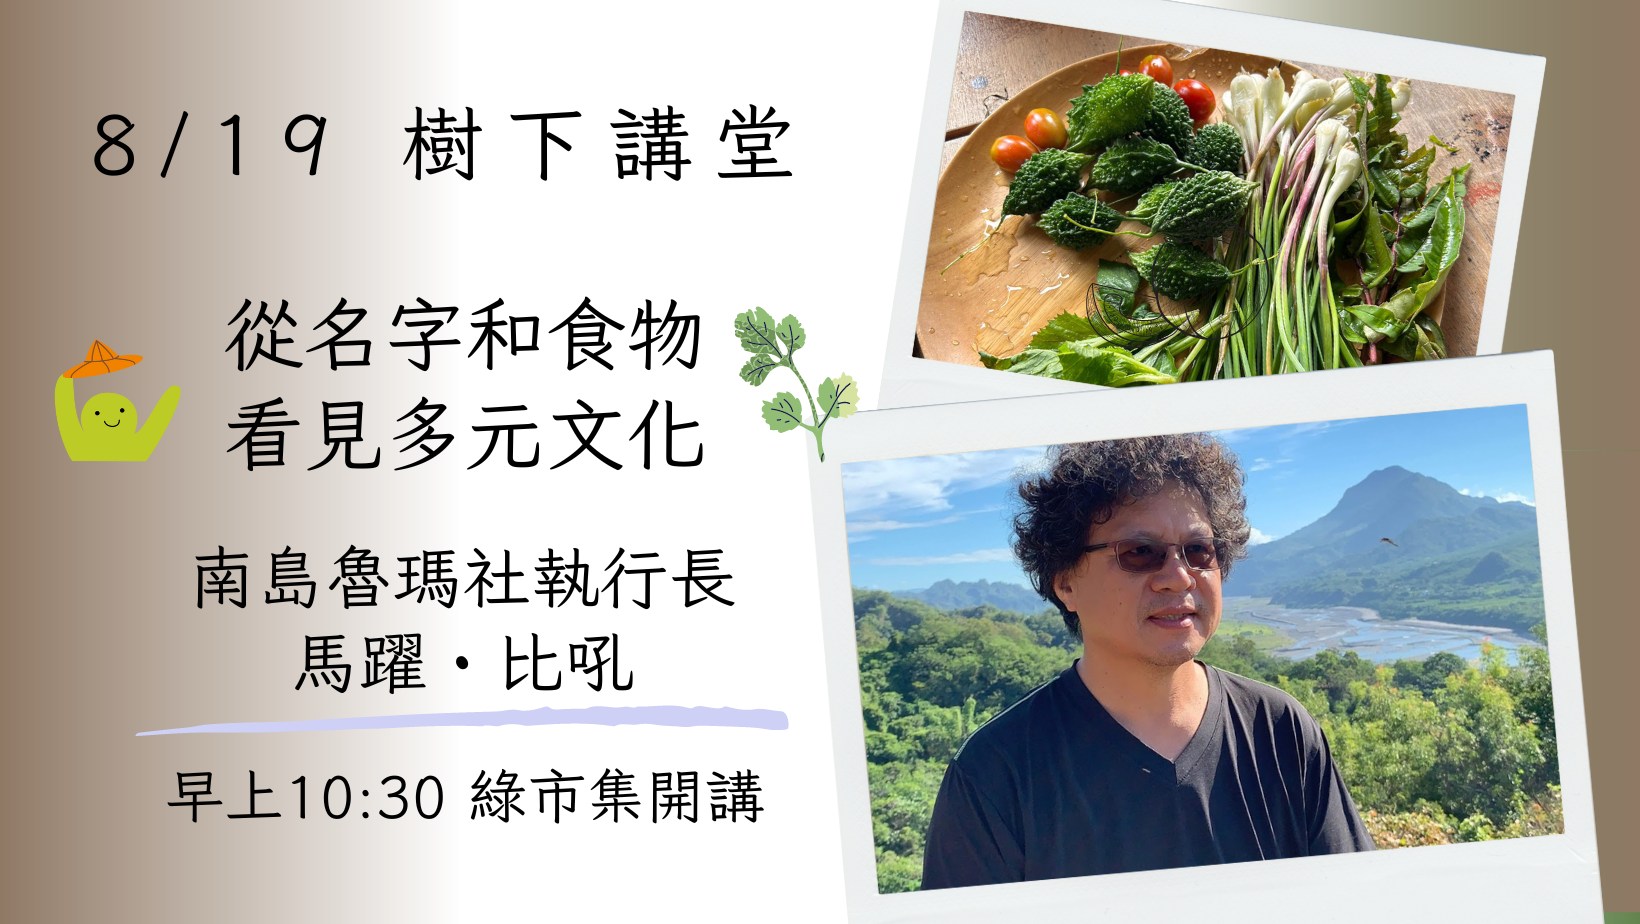 8/19 樹下講堂
從名字和食物
看見多元文化
南島魯瑪社執行長
馬躍・比吼
早上10:30 綠市集開講